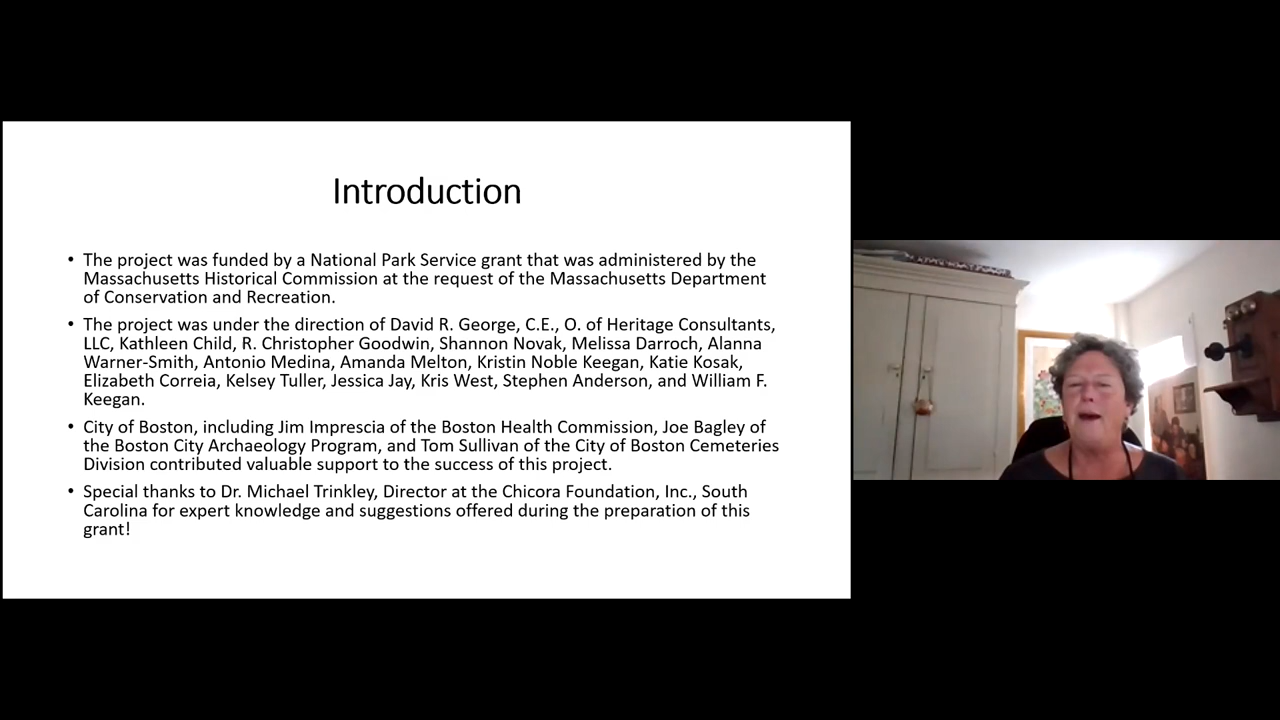 Introduction
• The project was funded by a National Park Service grant that was administered by the
Massachusetts Historical Commission at the request of the Massachusetts Department
of Conservation and Recreation.
• The project was under the direction of David R. George, C.E., O. of Heritage Consultants,
LLC, Kathleen Child, R. Christopher Goodwin, Shannon Novak, Melissa Darroch, Alanna
Warner-Smith, Antonio Medina, Amanda Melton, Kristin Noble Keegan, Katie Kosak,
Elizabeth Correia, Kelsey Tuller, Jessica Jay, Kris West, Stephen Anderson, and William F.
Keegan.
• City of Boston, including Jim Imprescia of the Boston Health Commission, Joe Bagley of
the Boston City Archaeology Program, and Tom Sullivan of the City of Boston Cemeteries
Division contributed valuable support to the success of this project.
• Special thanks to Dr. Michael Trinkley, Director at the Chicora Foundation, Inc., South
Carolina for expert knowledge and suggestions offered during the preparation of this
grant!